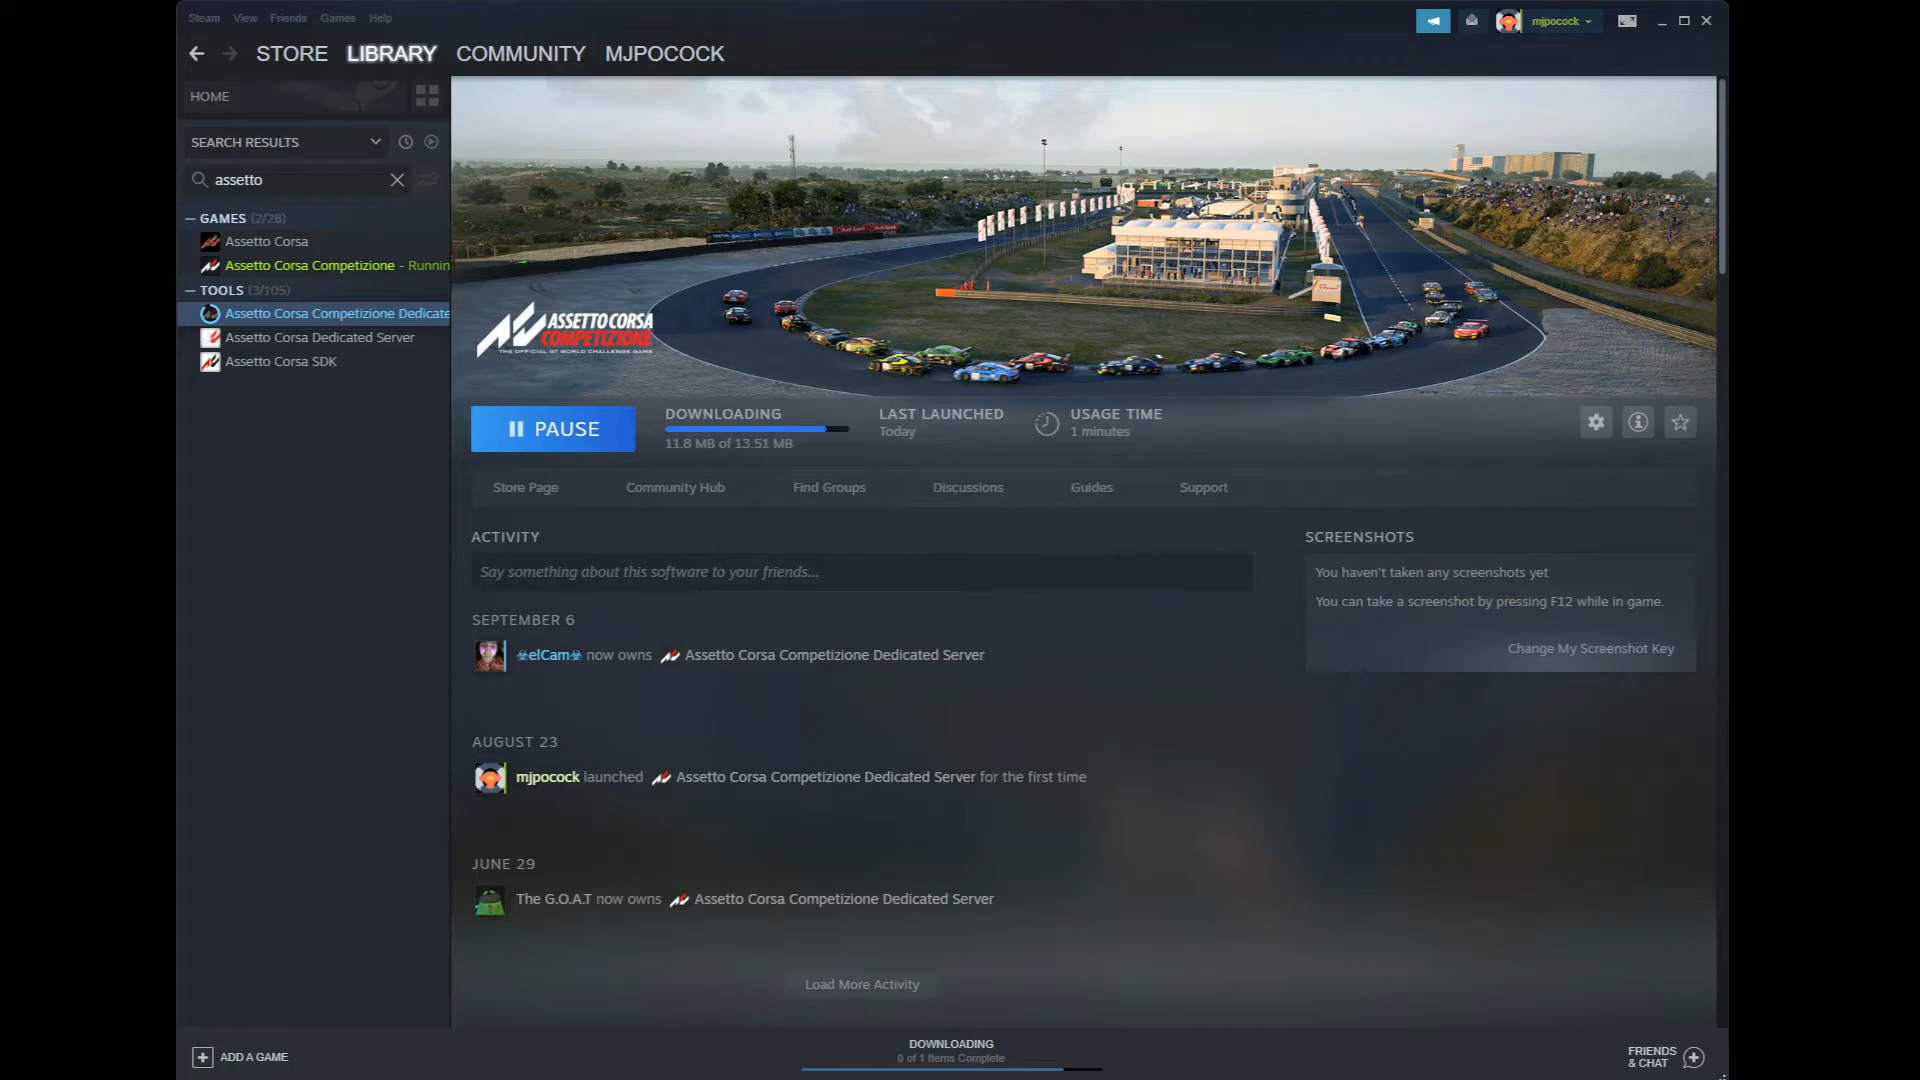 Steam View Friends Games Help
mjpocock
STORE LIBRARY COMMUNITY MJPOCOCK
HOME
SEARCH RESULTS
assetto
— GAMES (2/28)
Assetto Corsa
Assetto Corsa Competizione - Runnin
— TOOLS (3/105)
Assetto Corsa Competizione Dedicate
Assetto Corsa Dedicated Server
Assetto Corsa SDK
ASSETTO CORSA
COMPETIZIONE
THE OFFICIAL GT WORLD CHALLENGE GAME
PAUSE
DOWNLOADING
11.8 MB of 13.51 MB
LAST LAUNCHED
Today
USAGE TIME
1 minutes
Store Page Community Hub Find Groups Discussions Guides Support
ACTIVITY
Say something about this software to your friends...
SEPTEMBER 6
☣elCam☣ now owns Assetto Corsa Competizione Dedicated Server
AUGUST 23
mjpocock launched Assetto Corsa Competizione Dedicated Server for the first time
JUNE 29
The G.O.A.T now owns Assetto Corsa Competizione Dedicated Server
Load More Activity
SCREENSHOTS
You haven't taken any screenshots yet
You can take a screenshot by pressing F12 while in game.
Change My Screenshot Key
ADD A GAME
DOWNLOADING
0 of 1 Items Complete
FRIENDS
& CHAT